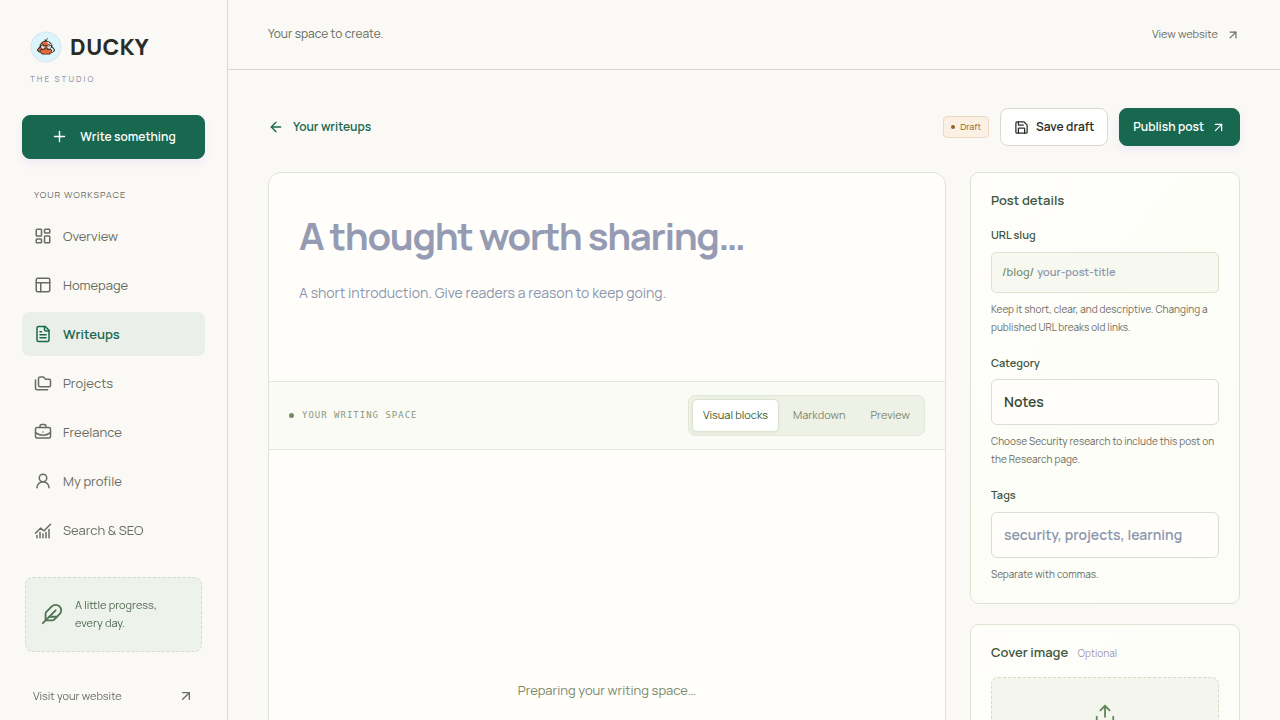 DUCKY
THE STUDIO
Write something
YOUR WORKSPACE
Overview
Homepage
Writeups
Projects
Freelance
My profile
Search & SEO
A little progress,
every day.
Visit your website
Your space to create.
View website
Your writeups
Draft
Save draft
Publish post
A thought worth sharing...
A short introduction. Give readers a reason to keep going.
YOUR WRITING SPACE
Visual blocks
Markdown
Preview
Preparing your writing space...
Post details
URL slug
/blog/ your-post-title
Keep it short, clear, and descriptive. Changing a
published URL breaks old links.
Category
Notes
Choose Security research to include this post on
the Research page.
Tags
security, projects, learning
Separate with commas.
Cover image Optional